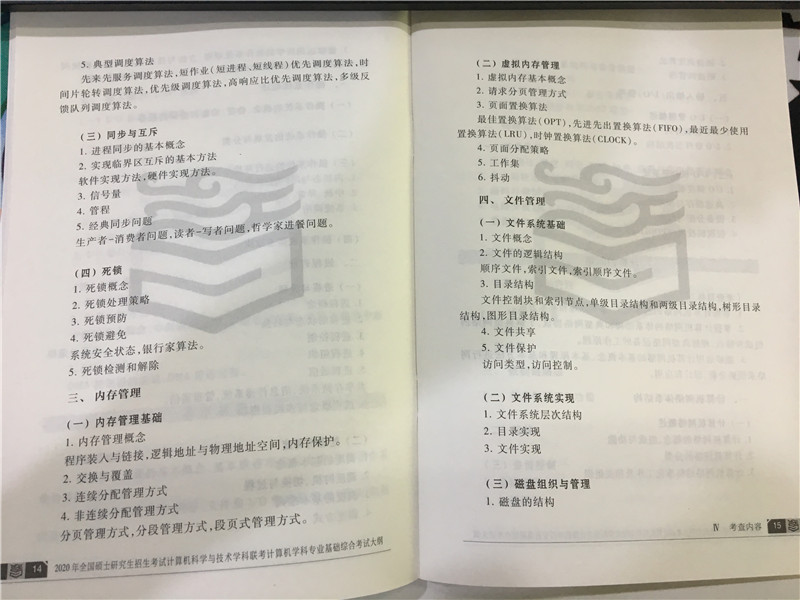 5. 典型调度算法
先来先服务调度算法,短作业(短进程、短线程)优先调度算法,时
间片轮转调度算法,优先级调度算法,高响应比优先调度算法,多级反
馈队列调度算法。
(三)同步与互斥
1. 进程同步的基本概念
2. 实现临界区互斥的基本方法
软件实现方法,硬件实现方法。
3. 信号量
4. 管程
5. 经典同步问题
生产者-消费者问题,读者-写者问题,哲学家进餐问题。
(四)死锁
1. 死锁概念
2. 死锁处理策略
3. 死锁预防
4. 死锁避免
系统安全状态,银行家算法。
5. 死锁检测和解除
三、内存管理
(一)内存管理基础
1. 内存管理概念
程序装入与链接,逻辑地址与物理地址空间,内存保护。
2. 交换与覆盖
3. 连续分配管理方式
4. 非连续分配管理方式
分页管理方式,分段管理方式,段页式管理方式。
14 2020年全国硕士研究生招生考试计算机科学与技术学科联考计算机学科专业基础综合考试大纲
(二)虚拟内存管理
1. 虚拟内存基本概念
2. 请求分页管理方式
3. 页面置换算法
最佳置换算法(OPT),先进先出置换算法(FIFO),最近最少使用
置换算法(LRU),时钟置换算法(CLOCK)。
4. 页面分配策略
5. 工作集
6. 抖动
四、文件管理
(一)文件系统基础
1. 文件概念
2. 文件的逻辑结构
顺序文件,索引文件,索引顺序文件。
3. 目录结构
文件控制块和索引节点,单级目录结构和两级目录结构,树形目录
结构,图形目录结构。
4. 文件共享
5. 文件保护
访问类型,访问控制。
(二)文件系统实现
1. 文件系统层次结构
2. 目录实现
3. 文件实现
(三)磁盘组织与管理
1. 磁盘的结构
Ⅳ 考查内容 15